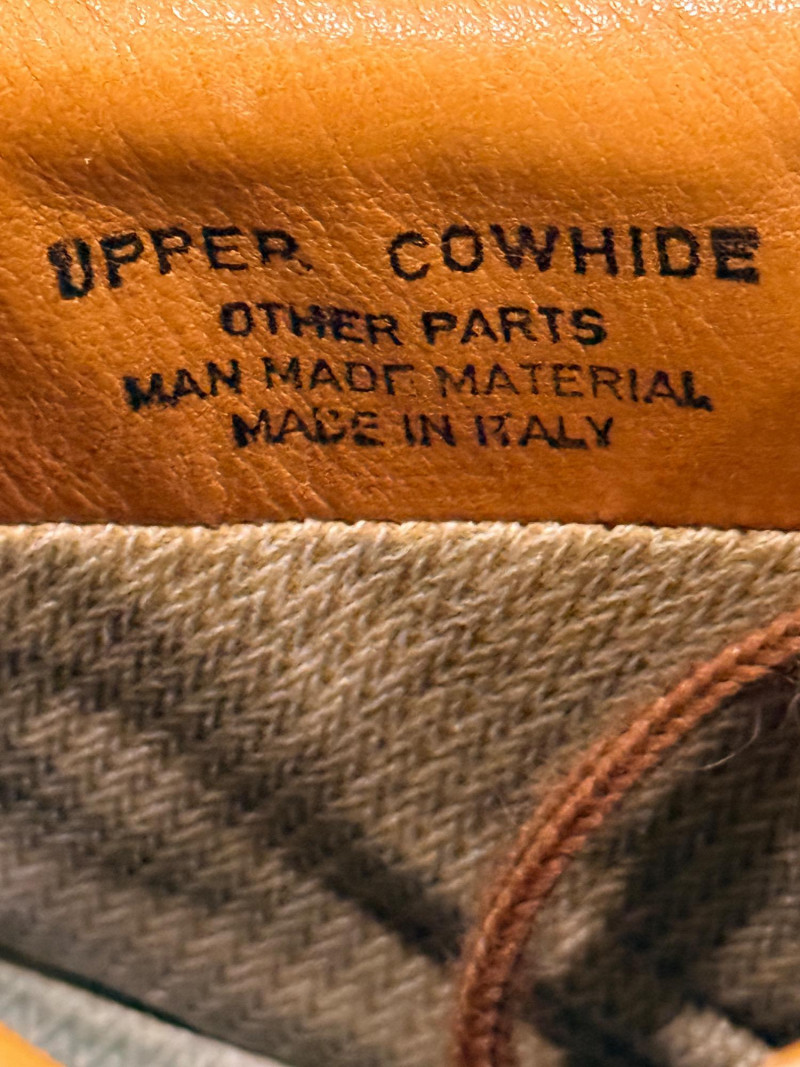 UPPER COWHIDE
OTHER PARTS
MAN MADE MATERIAL
MADE IN ITALY